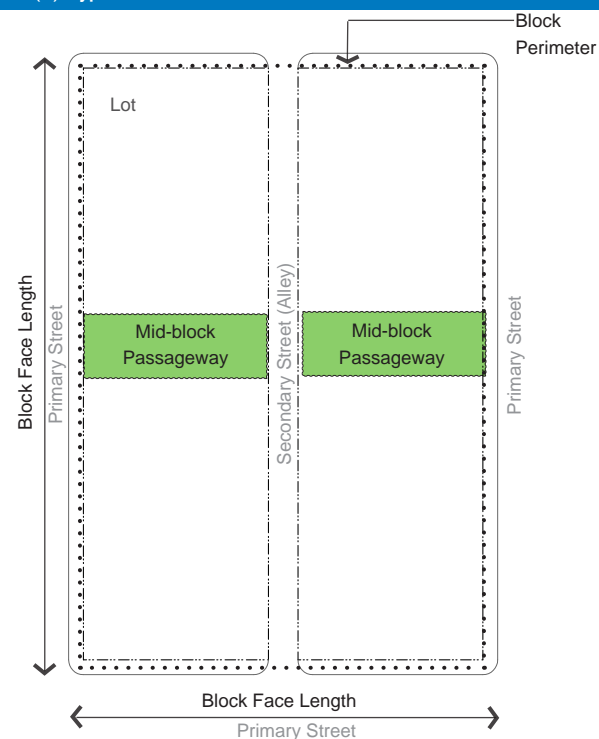 Block
Perimeter
Lot
Block Face Length
Primary Street
Mid-block
Passageway
Secondary Street (Alley)
Mid-block
Passageway
Primary Street
Block Face Length
Primary Street